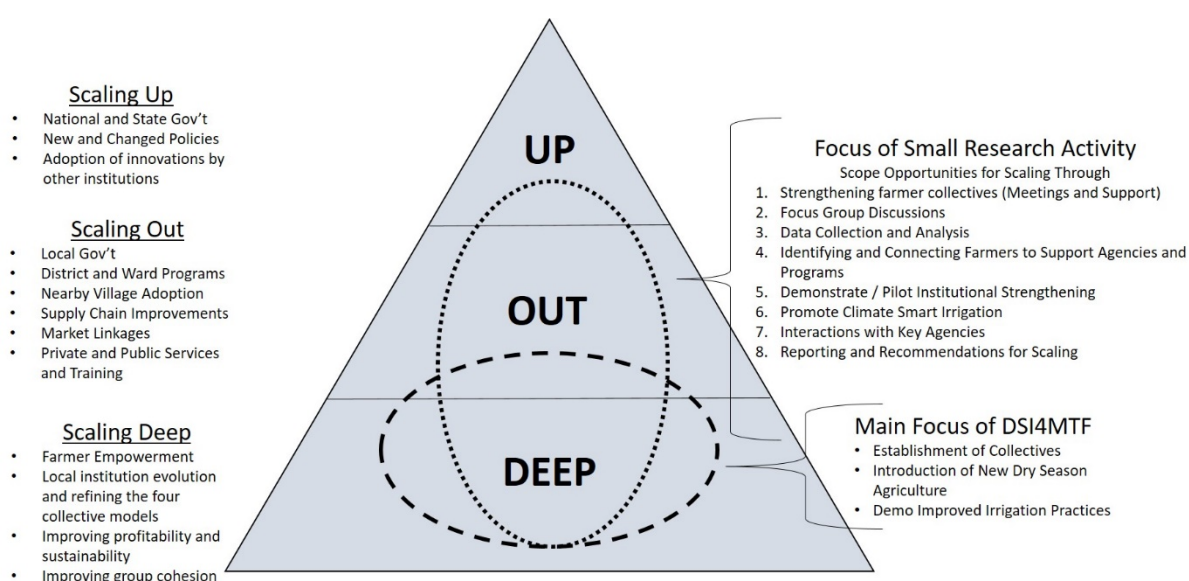 Scaling Up
• National and State Gov't
• New and Changed Policies
• Adoption of innovations by
other institutions
Scaling Out
• Local Gov't
• District and Ward Programs
• Nearby Village Adoption
• Supply Chain Improvements
• Market Linkages
• Private and Public Services
and Training
Scaling Deep
• Farmer Empowerment
• Local institution evolution
and refining the four
collective models
• Improving profitability and
sustainability
• Improving group cohesion
UP
OUT
DEEP
Focus of Small Research Activity
Scope Opportunities for Scaling Through
1. Strengthening farmer collectives (Meetings and Support)
2. Focus Group Discussions
3. Data Collection and Analysis
4. Identifying and Connecting Farmers to Support Agencies and
Programs
5. Demonstrate / Pilot Institutional Strengthening
6. Promote Climate Smart Irrigation
7. Interactions with Key Agencies
8. Reporting and Recommendations for Scaling
Main Focus of DSI4MTF
• Establishment of Collectives
• Introduction of New Dry Season
Agriculture
• Demo Improved Irrigation Practices